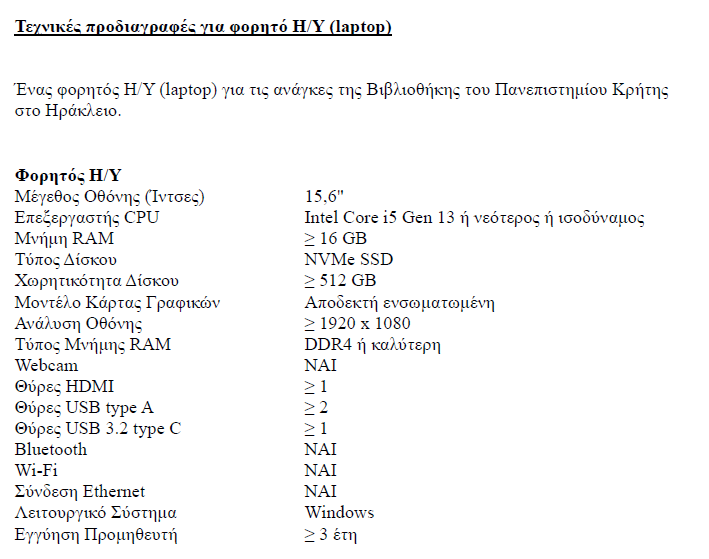 Τεχνικές προδιαγραφές για φορητό Η/Υ (laptop)
Ένας φορητός Η/Υ (laptop) για τις ανάγκες της Βιβλιοθήκης του Πανεπιστημίου Κρήτης
στο Ηράκλειο.
Φορητός Η/Υ
Μέγεθος Οθόνης (Ίντσες) 15,6"
Επεξεργαστής CPU Intel Core i5 Gen 13 ή νεότερος ή ισοδύναμος
Μνήμη RAM ≥ 16 GB
Τύπος Δίσκου NVMe SSD
Χωρητικότητα Δίσκου ≥ 512 GB
Μοντέλο Κάρτας Γραφικών Αποδεκτή ενσωματωμένη
Ανάλυση Οθόνης ≥ 1920 x 1080
Τύπος Μνήμης RAM DDR4 ή καλύτερη
Webcam ΝΑΙ
Θύρες HDMI ≥ 1
Θύρες USB type A ≥ 2
Θύρες USB 3.2 type C ≥ 1
Bluetooth ΝΑΙ
Wi-Fi ΝΑΙ
Σύνδεση Ethernet ΝΑΙ
Λειτουργικό Σύστημα Windows
Εγγύηση Προμηθευτή ≥ 3 έτη